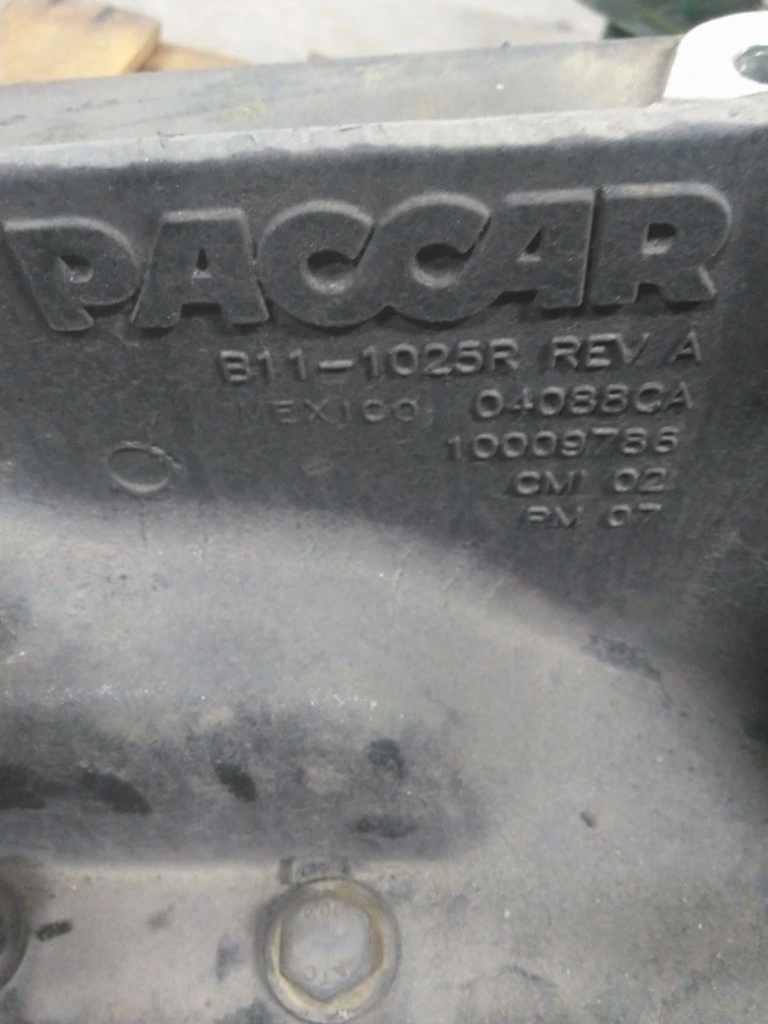 PACCAR
B11-1025R REV A
MEXICO 04088CA
10009786
CMI 02
PM 07